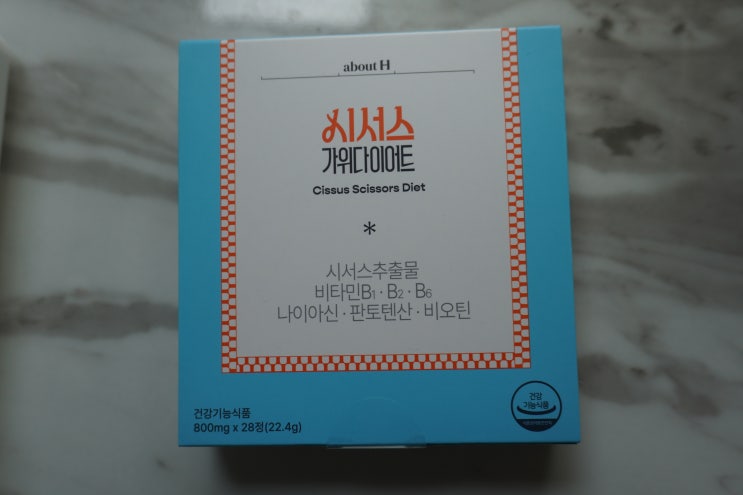 about H
시서스
가위다이어트
Cissus Scissors Diet
*
시서스추출물
비타민B1 · B2 · B6
나이아신 · 판토텐산 · 비오틴
건강기능식품
800mg x 28정(22.4g)
건강
기능식품